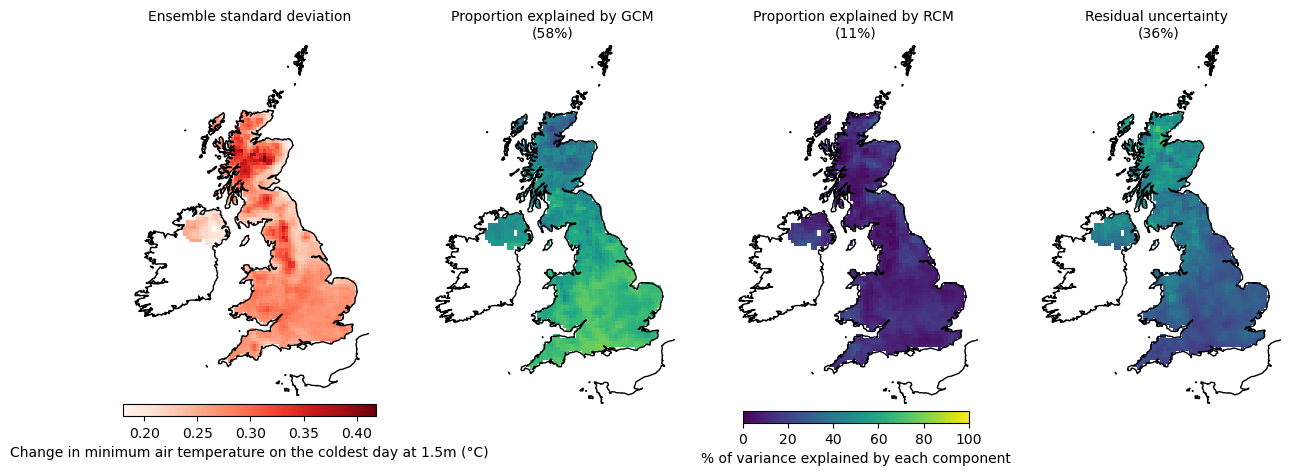 Ensemble standard deviation
Proportion explained by GCM
(58%)
Proportion explained by RCM
(11%)
Residual uncertainty
(36%)
0.20 0.25 0.30 0.35 0.40
Change in minimum air temperature on the coldest day at 1.5m (°C)
0 20 40 60 80 100
% of variance explained by each component